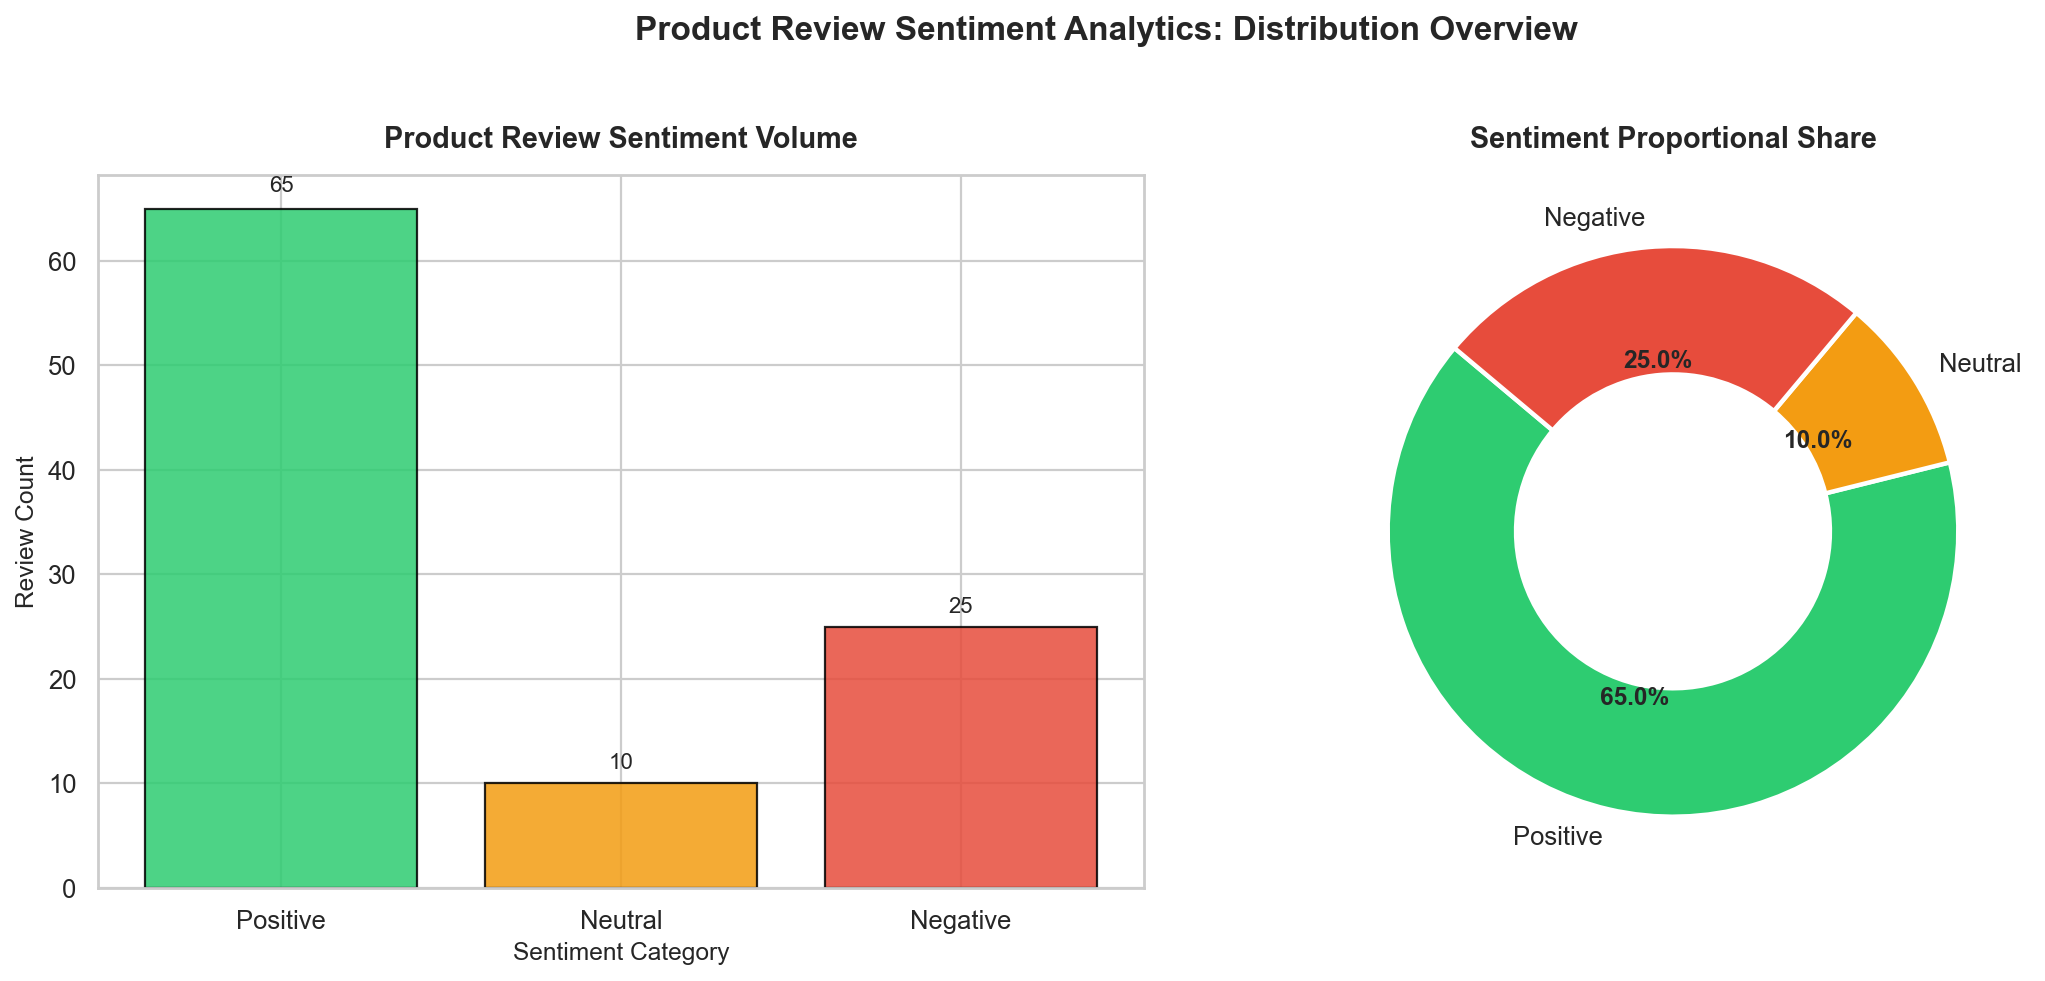 Product Review Sentiment Analytics: Distribution Overview
Product Review Sentiment Volume
65
60
50
40
30
20
10
0
10
25
Review Count
Positive
Neutral
Negative
Sentiment Category
Sentiment Proportional Share
Negative
Neutral
25.0%
10.0%
65.0%
Positive